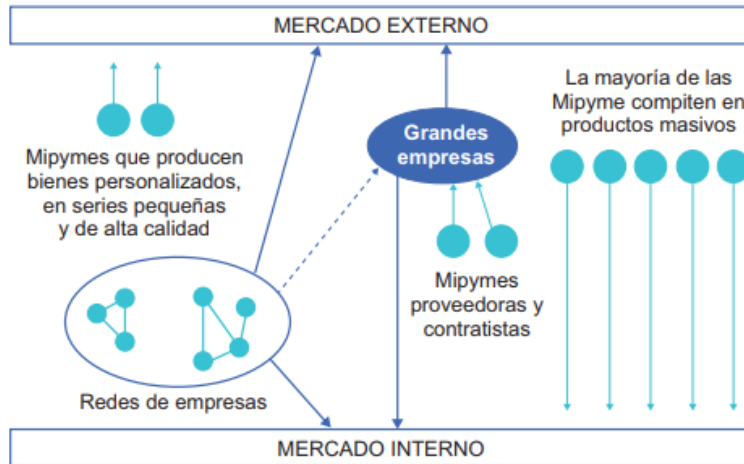 MERCADO EXTERNO
Mipymes que producen
bienes personalizados,
en series pequeñas
y de alta calidad
Grandes
empresas
La mayoría de las
Mipyme compiten en
productos masivos
Mipymes
proveedoras y
contratistas
Redes de empresas
MERCADO INTERNO